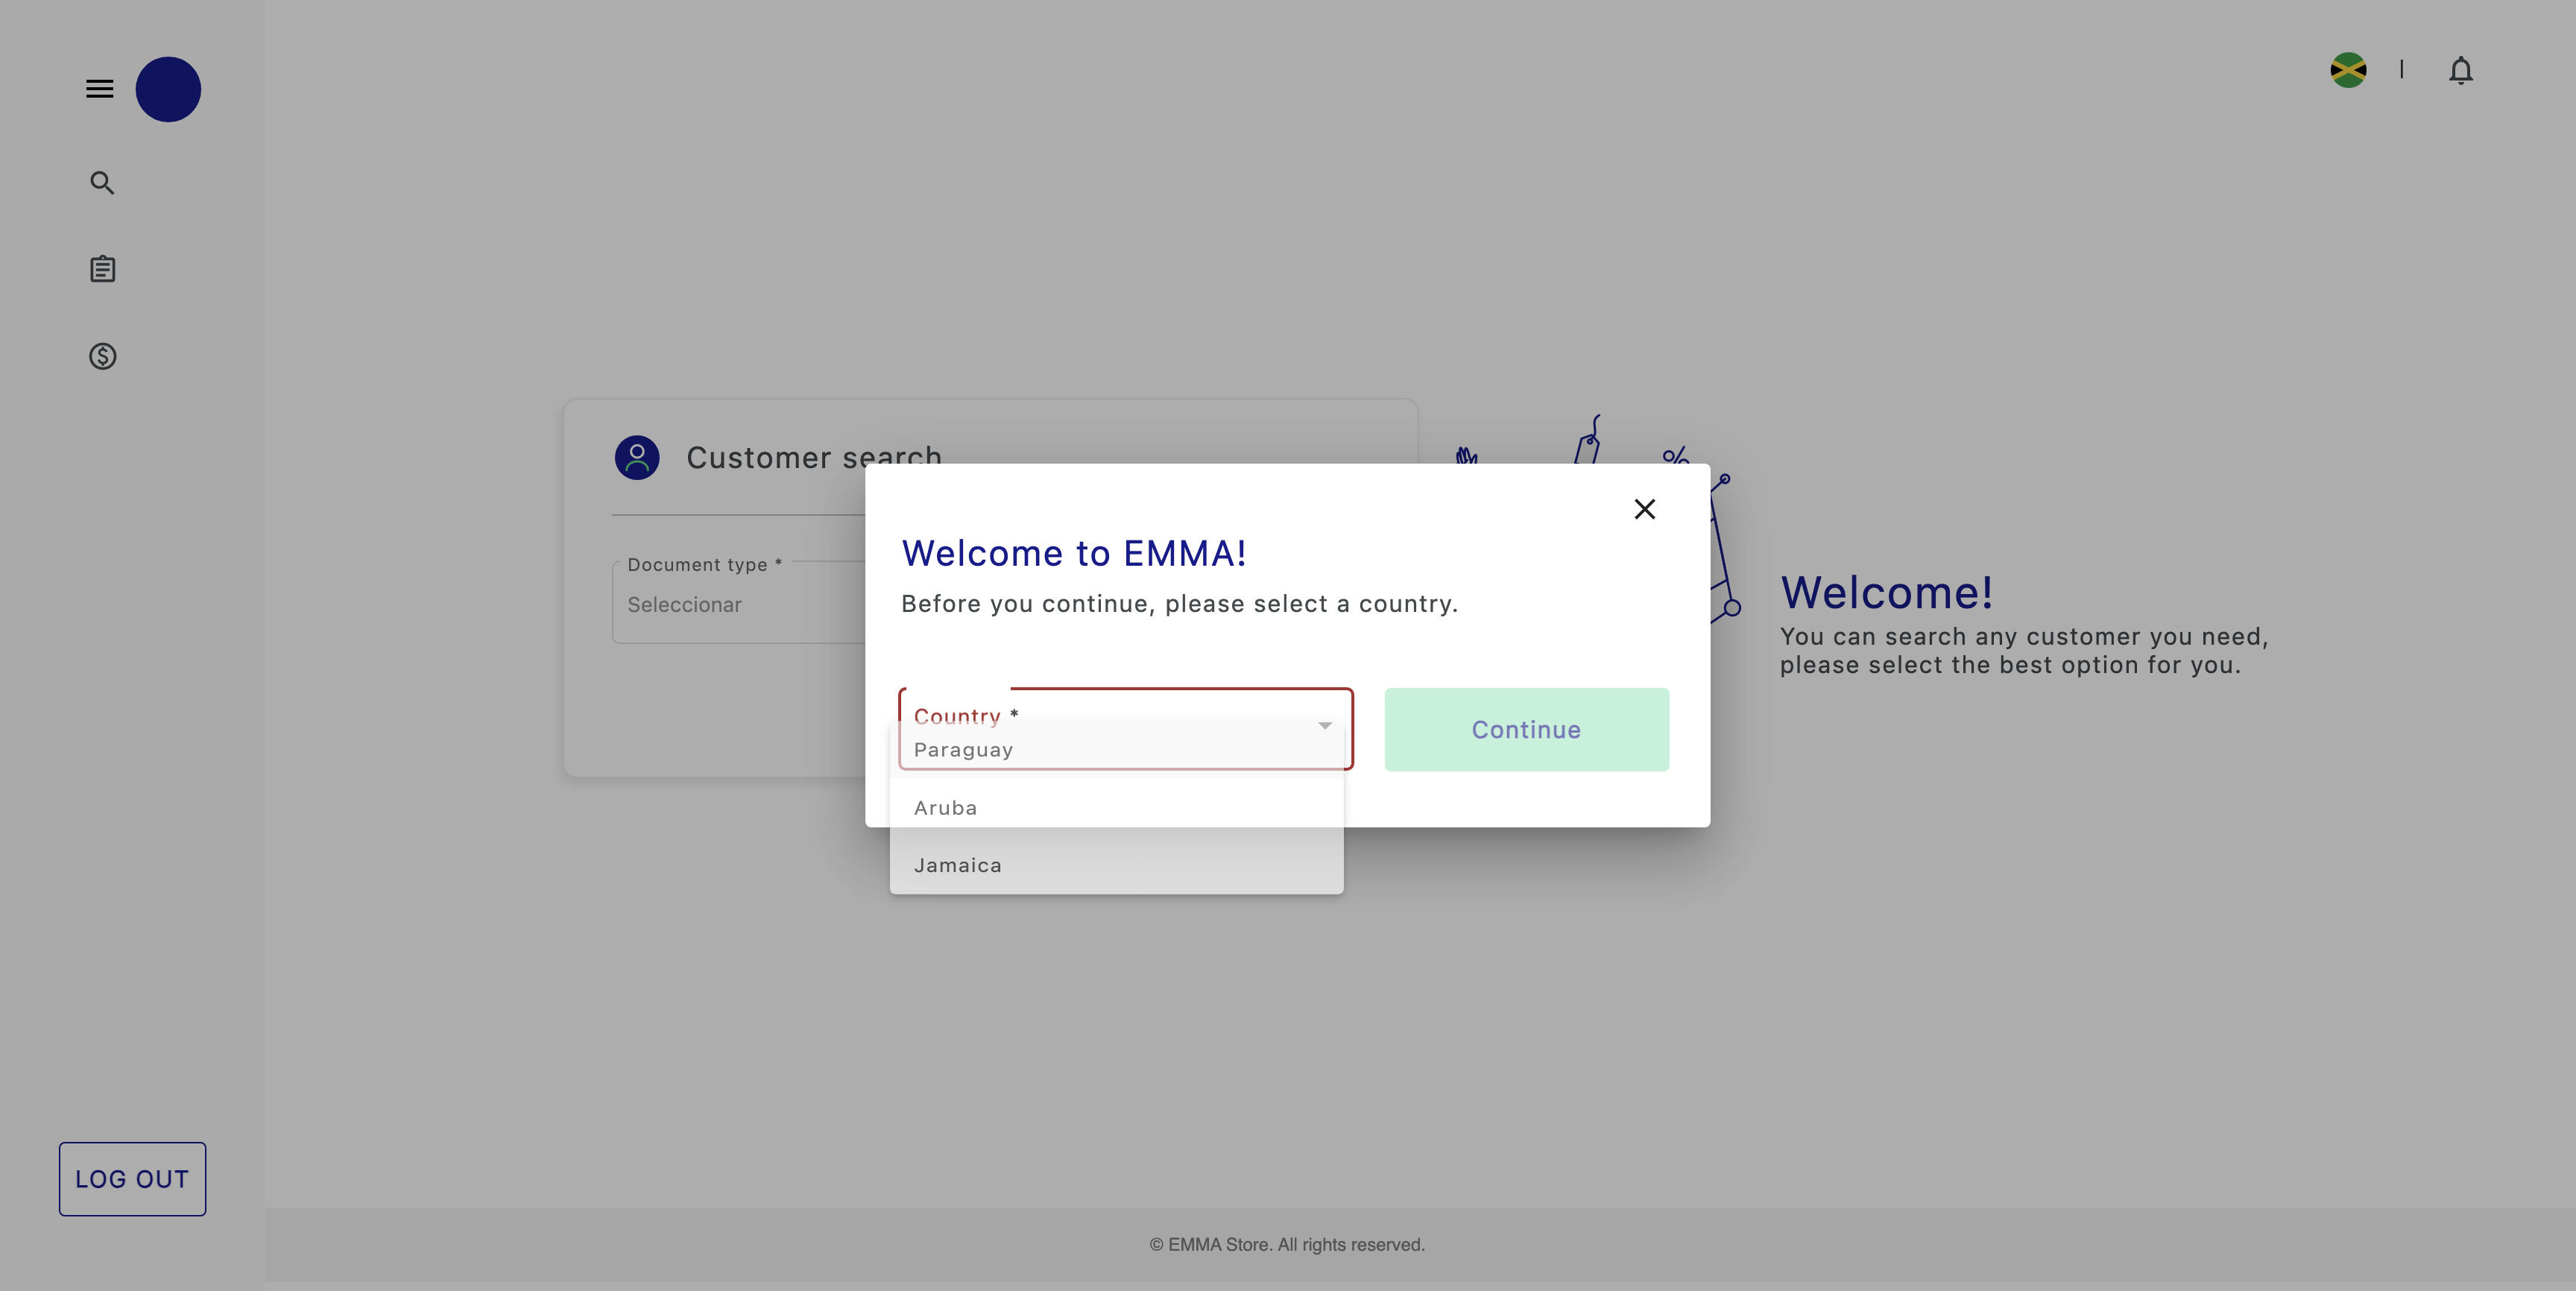 Customer search
Document type *
Seleccionar
Welcome to EMMA!
Before you continue, please select a country.
Country *
Paraguay
Aruba
Jamaica
Continue
Welcome!
You can search any customer you need,
please select the best option for you.
LOG OUT
© EMMA Store. All rights reserved.